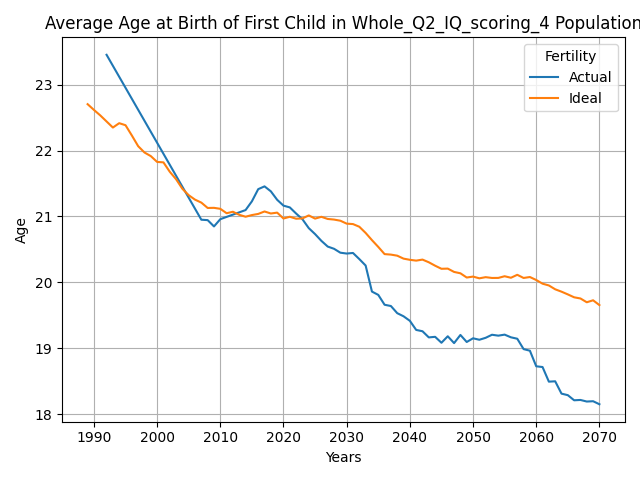 Average Age at Birth of First Child in Whole_Q2_IQ_scoring_4 Population
Fertility
Actual
Ideal
Age
23
22
21
20
19
18
1990 2000 2010 2020 2030 2040 2050 2060 2070
Years